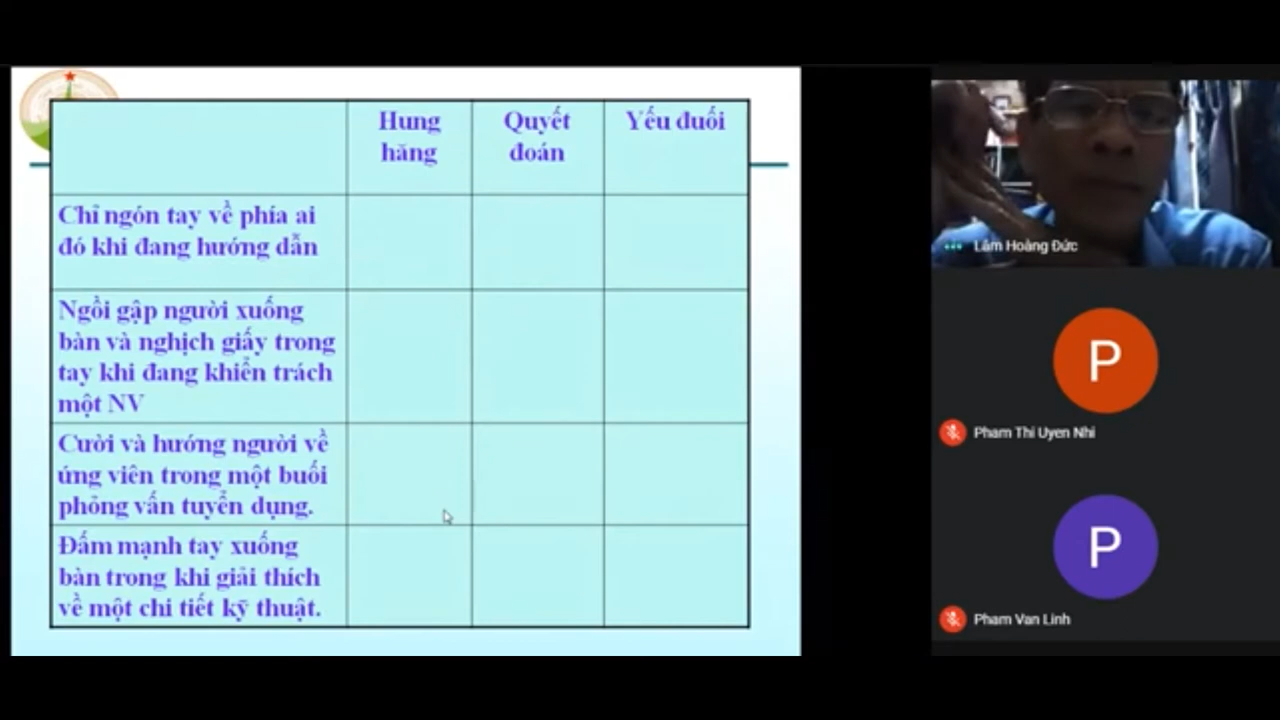 Hung
hăng
Quyết
đoán
Yếu đuối
Chỉ ngón tay về phía ai
đó khi đang hướng dẫn
Ngồi gập người xuống
bàn và nghịch giấy trong
tay khi đang khiển trách
một NV
Cười và hướng người về
ứng viên trong một buổi
phỏng vấn tuyển dụng.
Đấm mạnh tay xuống
bàn trong khi giải thích
về một chi tiết kỹ thuật.
Lâm Hoàng Đức
P
Pham Thi Uyen Nhi
P
Pham Van Linh